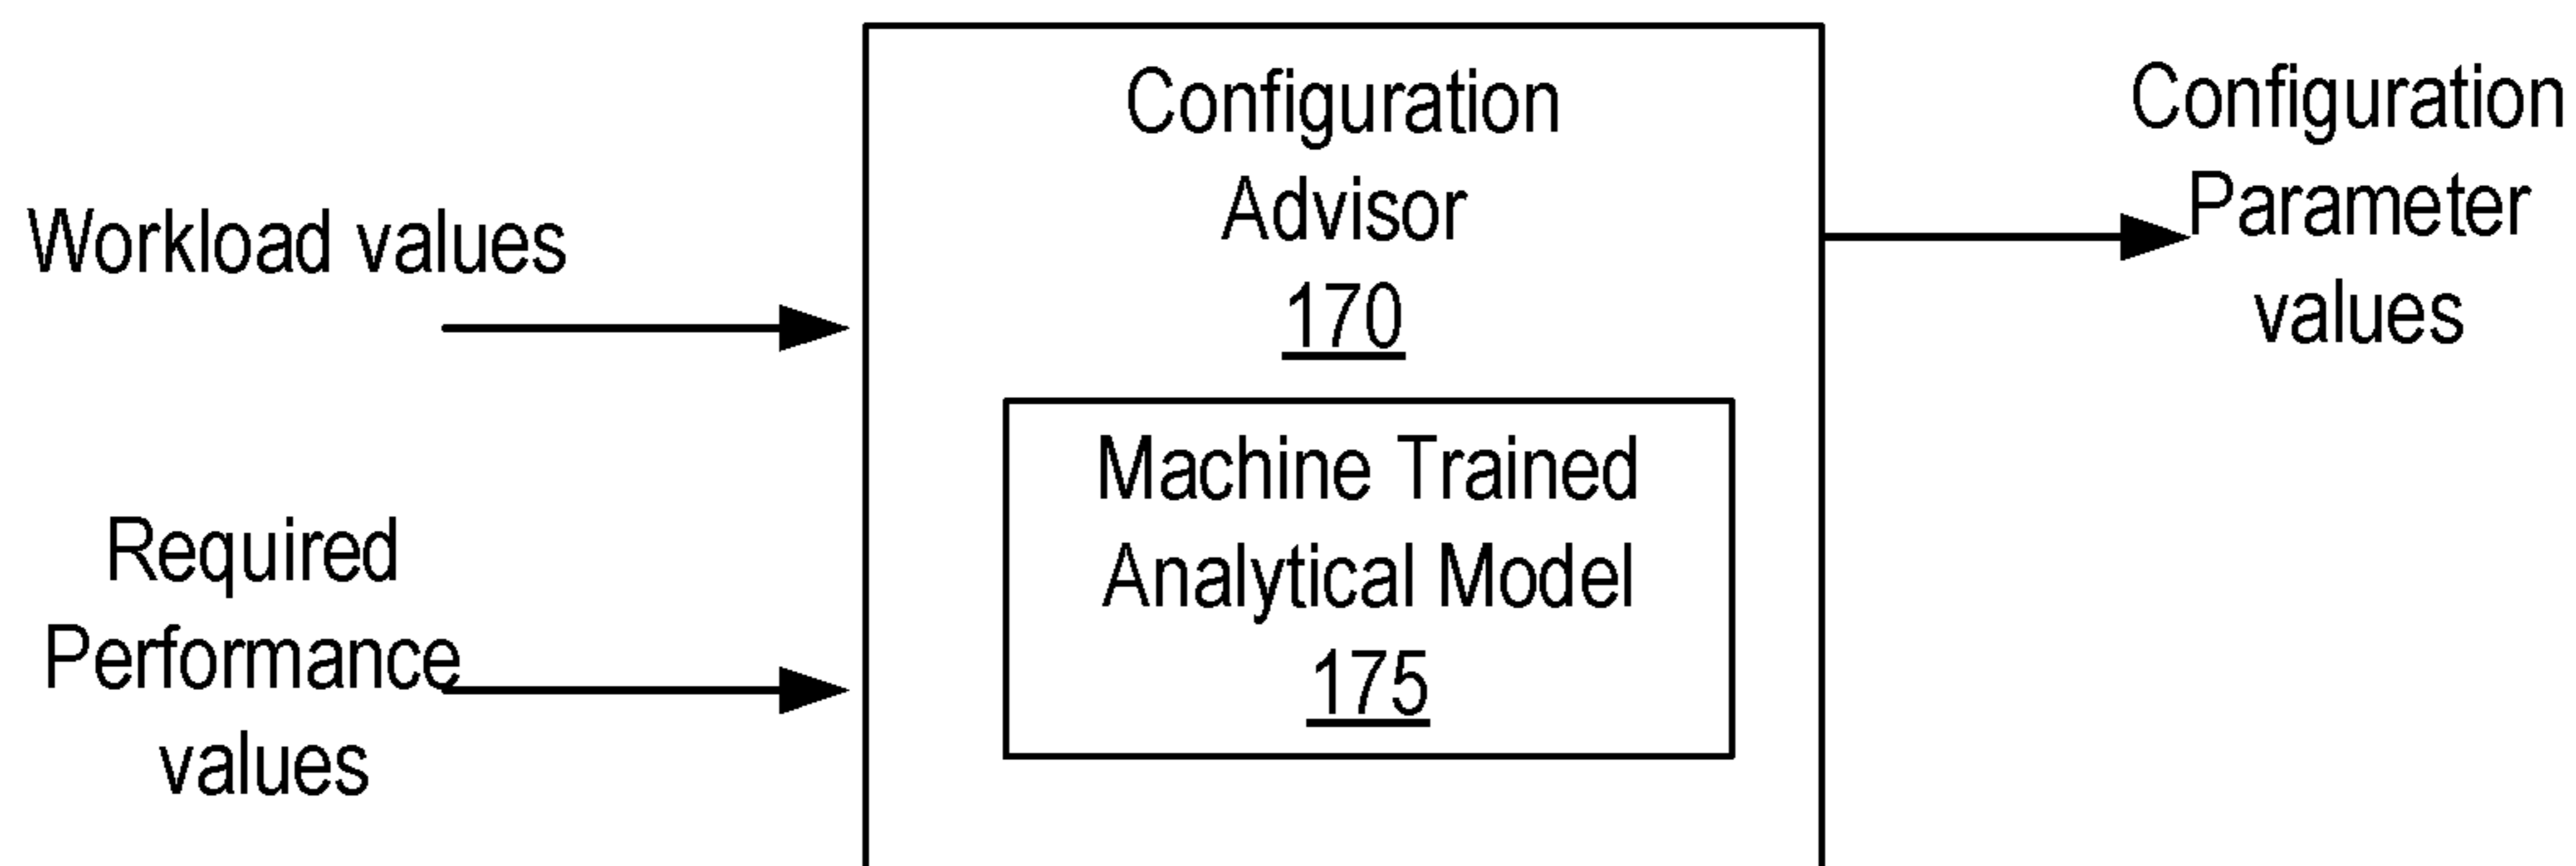 Workload values
Required
Performance
values
Configuration
Advisor
170
Machine Trained
Analytical Model
175
Configuration
Parameter
values